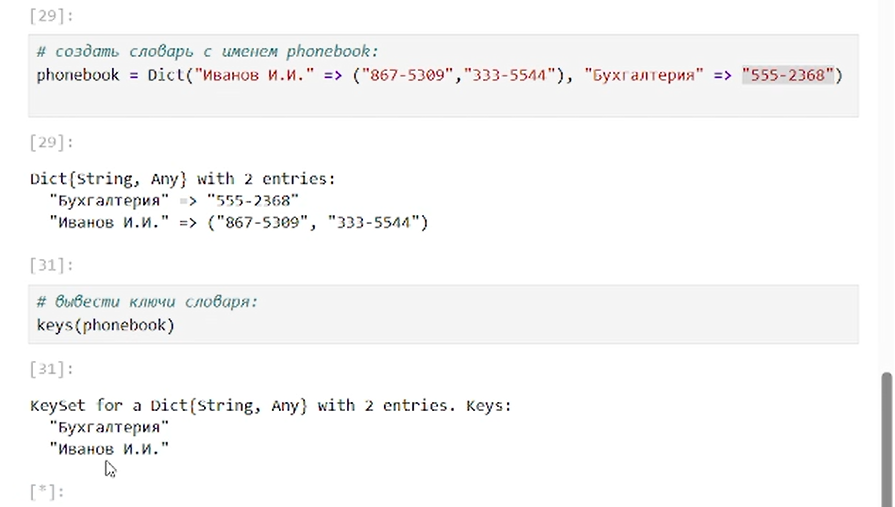 [29]:
# создать словарь с именем phonebook:
phonebook = Dict("Иванов И.И." => ("867-5309","333-5544"), "Бухгалтерия" => "555-2368")
[29]:
Dict{String, Any} with 2 entries:
"Бухгалтерия" => "555-2368"
"Иванов И.И." => ("867-5309", "333-5544")
[31]:
# вывести ключи словаря:
keys(phonebook)
[31]:
KeySet for a Dict{String, Any} with 2 entries. Keys:
"Бухгалтерия"
"Иванов И.И."
[*]: